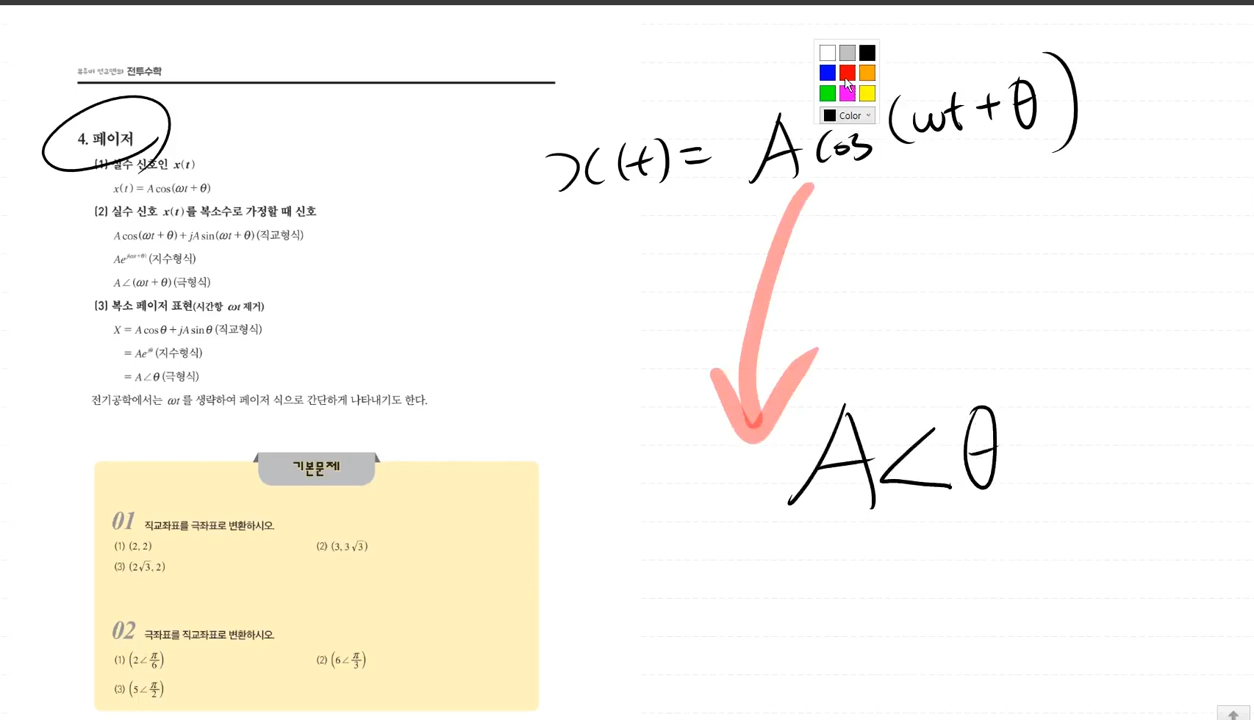 전투수학
4. 페이저
(1) 실수 신호인 x(t)
x(t) = A cos(ωt + θ)
(2) 실수 신호 x(t)를 복소수로 가정할 때 신호
A cos(ωt + θ) + jA sin(ωt + θ) (직교형식)
Ae^{j(ωt+θ)} (지수형식)
A∠(ωt + θ) (극형식)
(3) 복소 페이저 표현(시간항 ωt 제거)
X = A cosθ + jA sinθ (직교형식)
= Ae^{jθ} (지수형식)
= A∠θ (극형식)
전기공학에서는 ωt를 생략하여 페이저 식으로 간단하게 나타내기도 한다.
기본문제
01 직교좌표를 극좌표로 변환하시오.
(1) (2, 2) (2) (3, 3√3)
(3) (2√3, 2)
02 극좌표를 직교좌표로 변환하시오.
(1) (2∠π/6) (2) (6∠π/3)
(3) (5∠π/2)
Color
x(t) = A cos(ωt + θ)
A∠θ